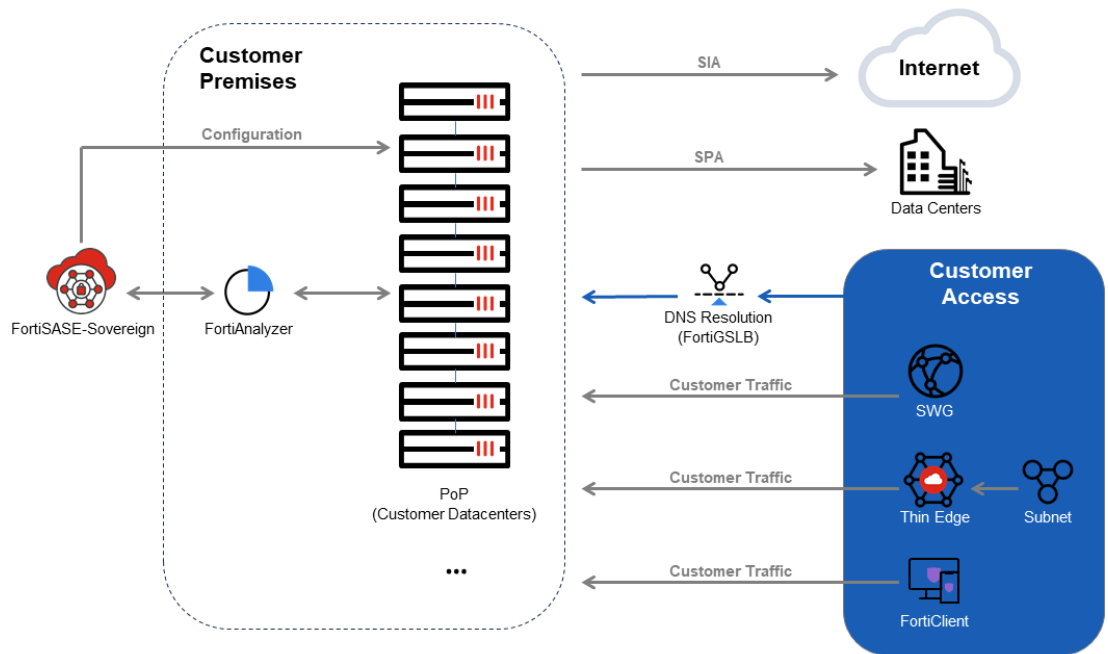 Customer
Premises
SIA
Internet
Configuration
SPA
Data Centers
Customer
Access
FortiSASE-Sovereign
FortiAnalyzer
DNS Resolution
(FortiGSLB)
Customer Traffic
SWG
Customer Traffic
PoP
(Customer Datacenters)
Thin Edge
Subnet
...
Customer Traffic
FortiClient